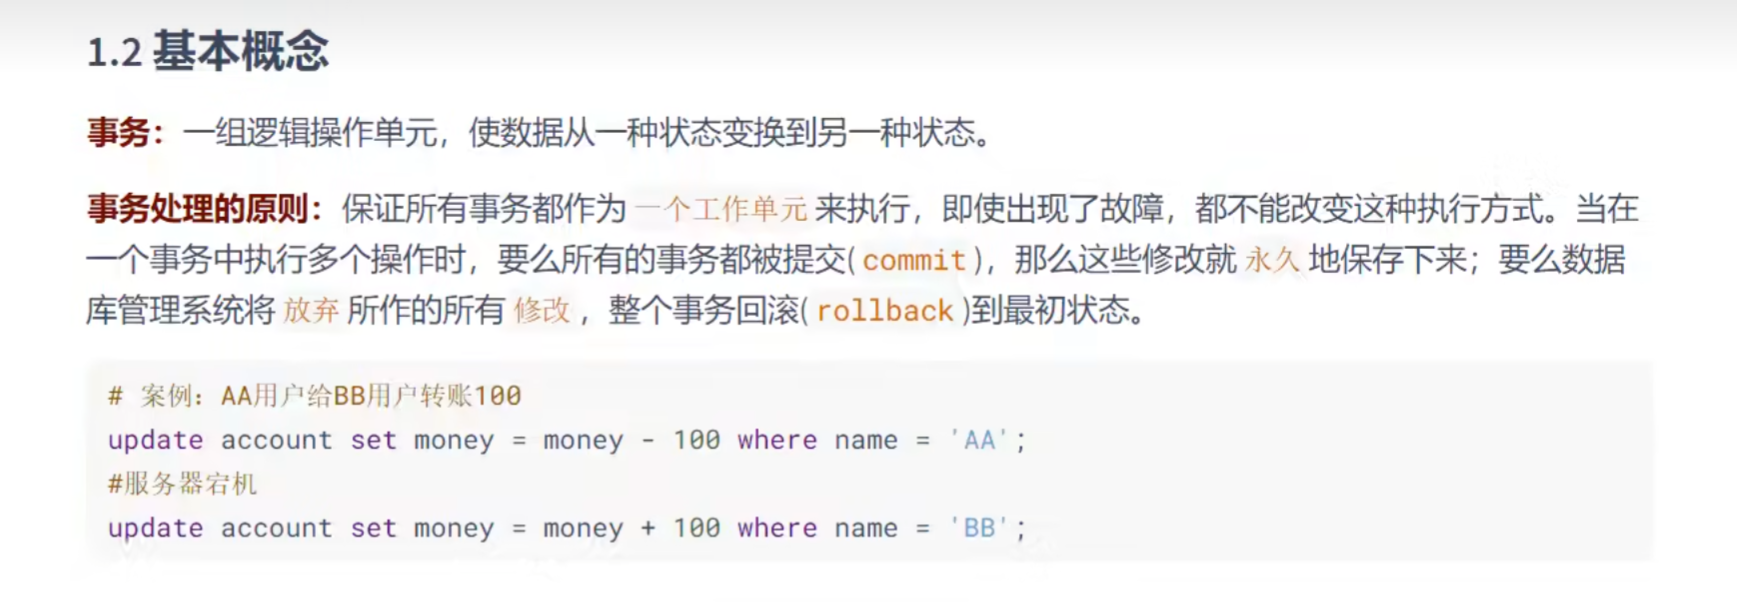 1.2 基本概念
事务：一组逻辑操作单元，使数据从一种状态变换到另一种状态。
事务处理的原则：保证所有事务都作为 一个工作单元 来执行，即使出现了故障，都不能改变这种执行方式。当在
一个事务中执行多个操作时，要么所有的事务都被提交( commit )，那么这些修改就 永久 地保存下来；要么数据
库管理系统将 放弃 所作的所有 修改 ，整个事务回滚( rollback )到最初状态。
# 案例：AA用户给BB用户转账100
update account set money = money - 100 where name = 'AA';
#服务器宕机
update account set money = money + 100 where name = 'BB';